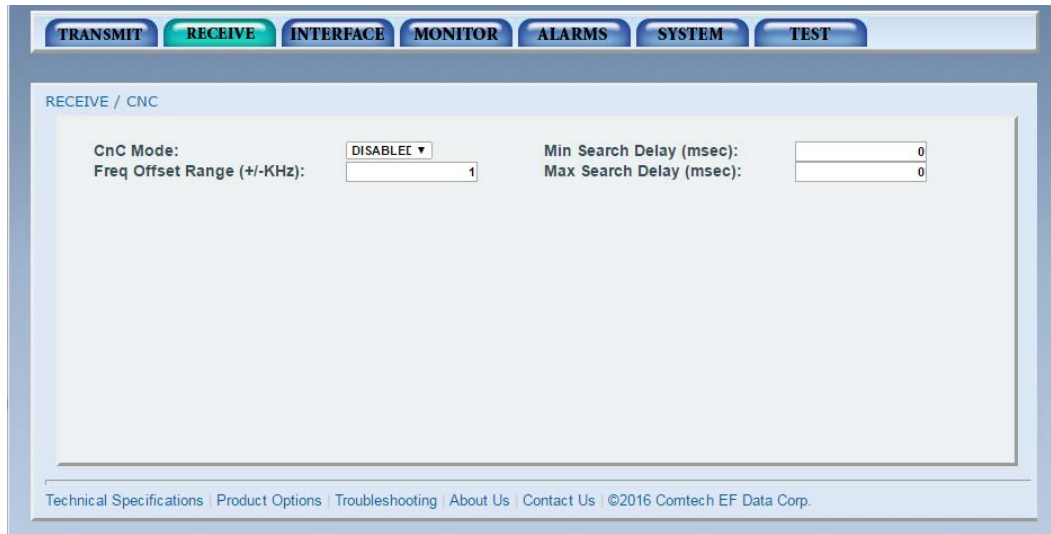 TRANSMIT RECEIVE INTERFACE MONITOR ALARMS SYSTEM TEST
RECEIVE / CNC
CnC Mode: DISABLED ▼ Min Search Delay (msec): 0
Freq Offset Range (+/-KHz): 1 Max Search Delay (msec): 0
Technical Specifications | Product Options | Troubleshooting | About Us | Contact Us | ©2016 Comtech EF Data Corp.